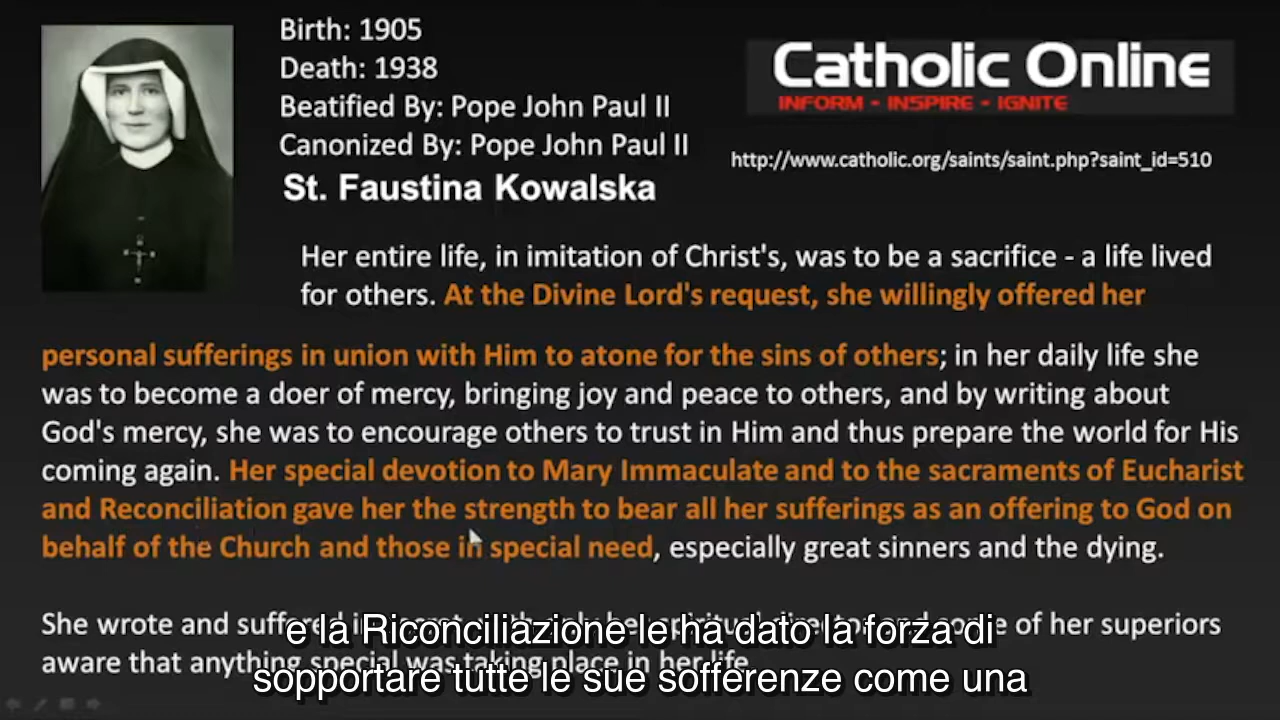 Birth: 1905
Death: 1938
Beatified By: Pope John Paul II
Canonized By: Pope John Paul II
St. Faustina Kowalska
Catholic Online
INFORM - INSPIRE - IGNITE
http://www.catholic.org/saints/saint.php?saint_id=510
Her entire life, in imitation of Christ's, was to be a sacrifice - a life lived
for others. At the Divine Lord's request, she willingly offered her
personal sufferings in union with Him to atone for the sins of others; in her daily life she
was to become a doer of mercy, bringing joy and peace to others, and by writing about
God's mercy, she was to encourage others to trust in Him and thus prepare the world for His
coming again. Her special devotion to Mary Immaculate and to the sacraments of Eucharist
and Reconciliation gave her the strength to bear all her sufferings as an offering to God on
behalf of the Church and those in special need, especially great sinners and the dying.
She wrote and suffered in of her superiors
aware that anything special was taking place in her life.
e la Riconciliazione le ha dato la forza di
sopportare tutte le sue sofferenze come una